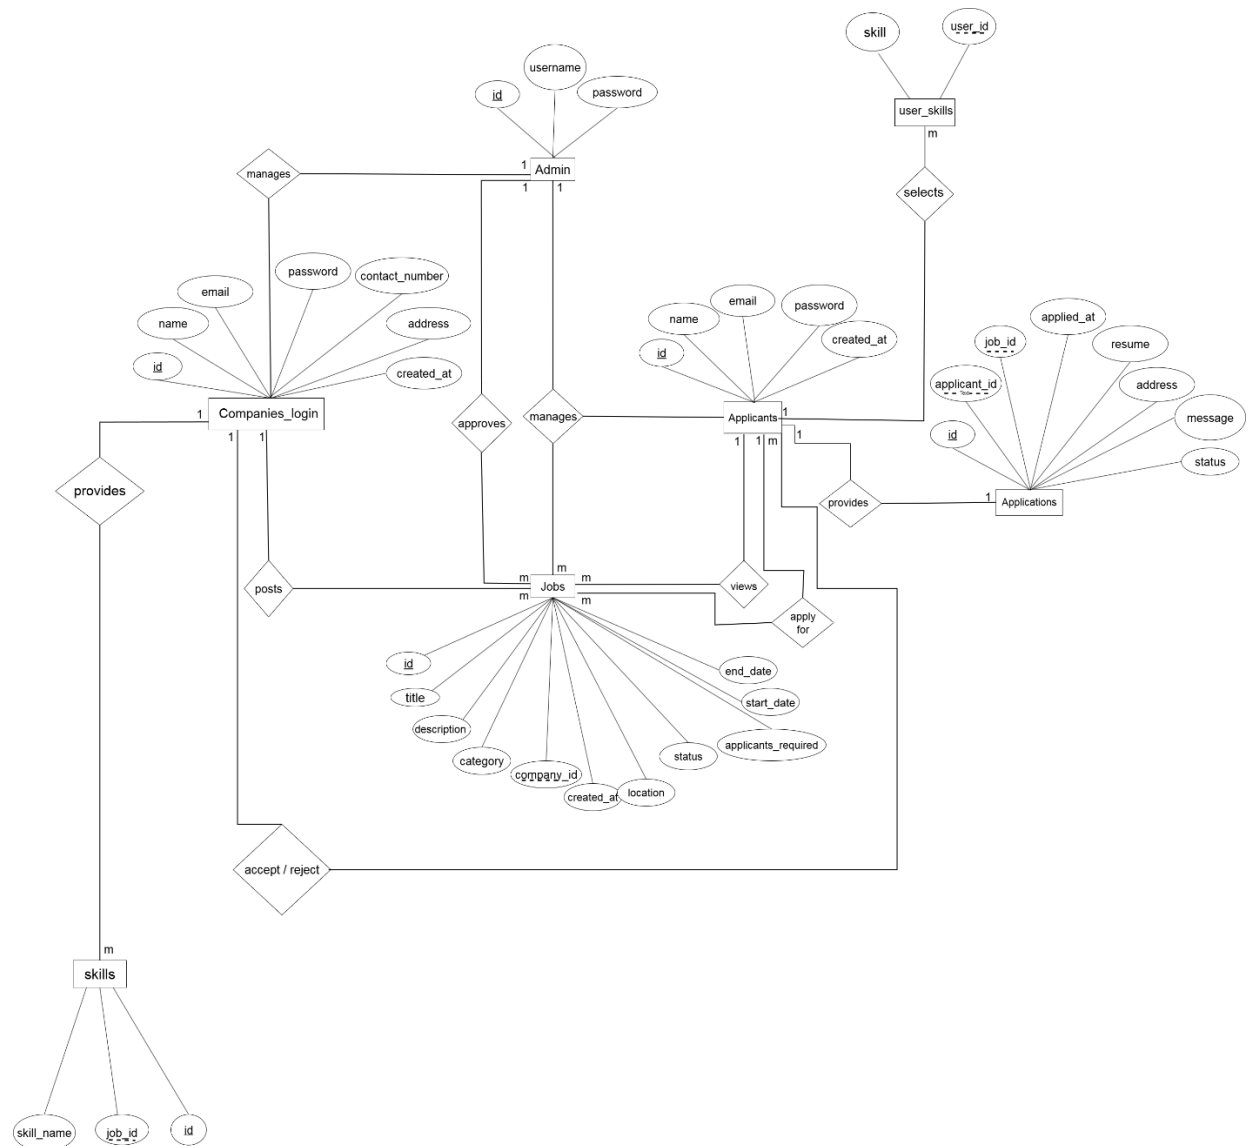 skill
user_id
username
id
password
user_skills
m
1
Admin
manages
1
1
selects
password
contact_number
email
name
address
id
created_at
email
password
name
created_at
id
applied_at
job_id
resume
applicant_id
address
message
id
status
1
Companies_login
1
1
approves
manages
Applicants
1
1
1
m
1
provides
provides
1
Applications
posts
m
m
m
Jobs
m
m
views
apply
for
id
end_date
title
start_date
description
applicants_required
category
status
company_id
created_at
location
accept / reject
m
skills
skill_name
job_id
id